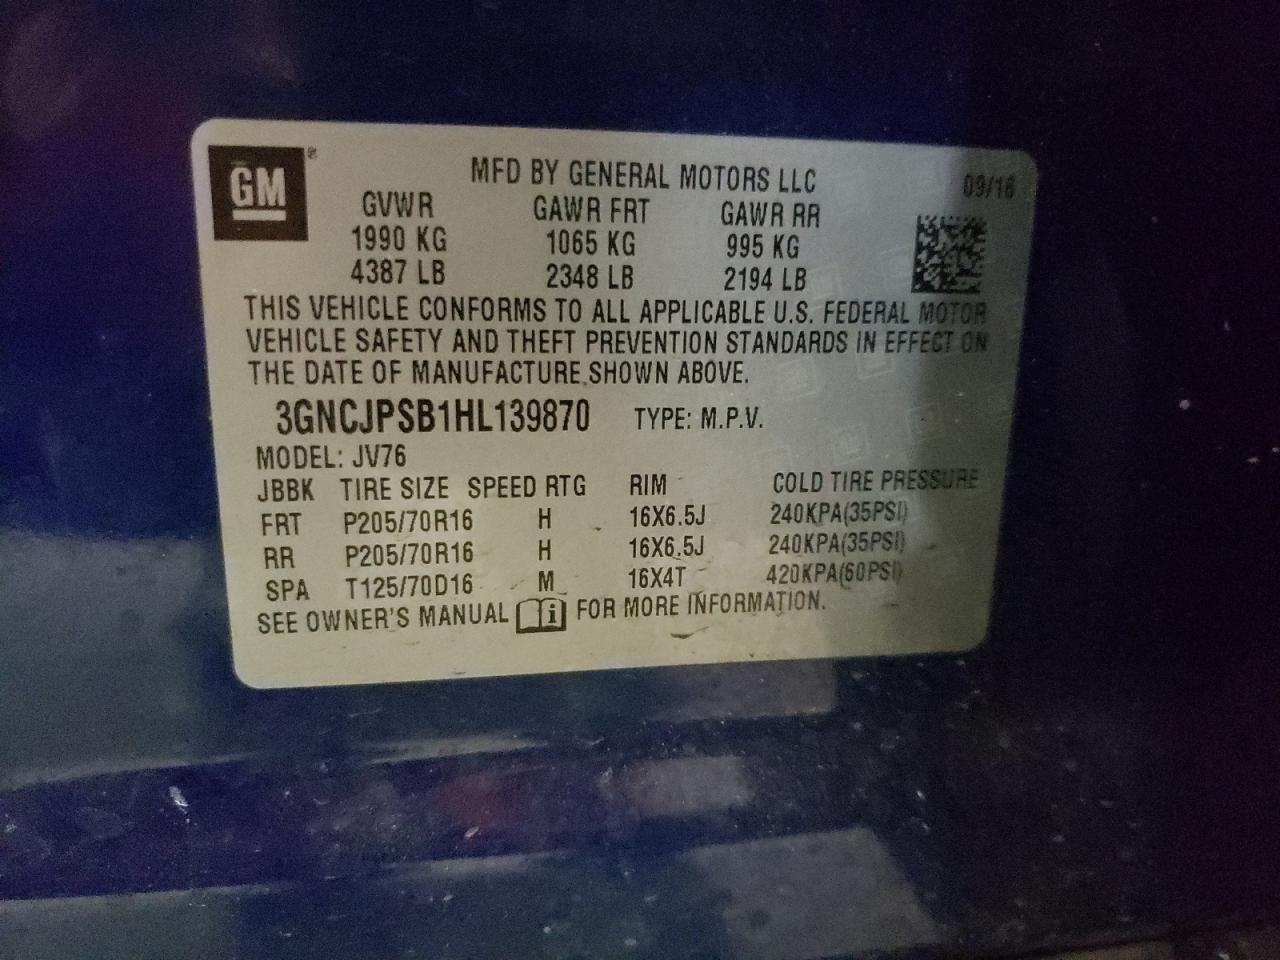 GM ®
MFD BY GENERAL MOTORS LLC 09/16
GVWR GAWR FRT GAWR RR
1990 KG 1065 KG 995 KG
4387 LB 2348 LB 2194 LB
THIS VEHICLE CONFORMS TO ALL APPLICABLE U.S. FEDERAL MOTOR
VEHICLE SAFETY AND THEFT PREVENTION STANDARDS IN EFFECT ON
THE DATE OF MANUFACTURE SHOWN ABOVE.
3GNCJPSB1HL139870 TYPE: M.P.V.
MODEL: JV76
JBBK TIRE SIZE SPEED RTG RIM COLD TIRE PRESSURE
FRT P205/70R16 H 16X6.5J 240KPA(35PSI)
RR P205/70R16 H 16X6.5J 240KPA(35PSI)
SPA T125/70D16 M 16X4T 420KPA(60PSI)
SEE OWNER'S MANUAL i FOR MORE INFORMATION.